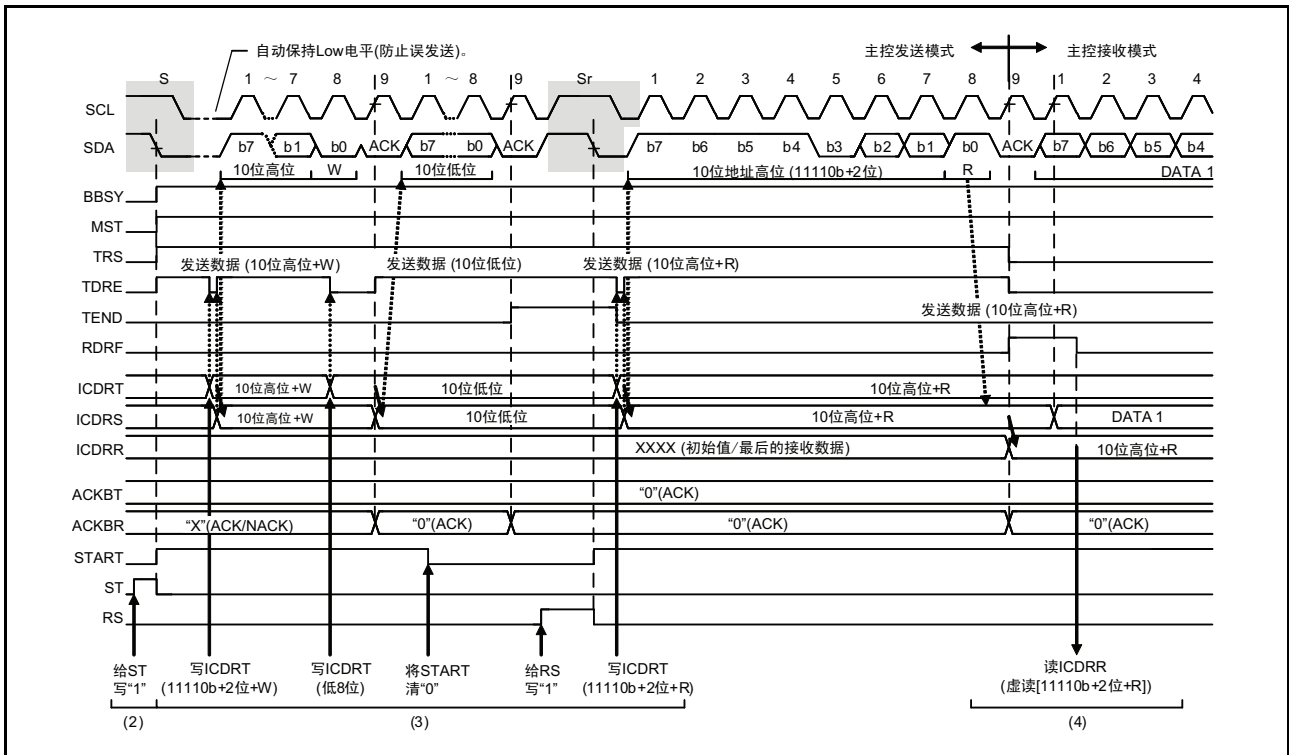 自动保持Low电平(防止误发送)。
主控发送模式 主控接收模式
S 1 ～ 7 8 9 1 ～ 8 9 Sr 1 2 3 4 5 6 7 8 9 1 2 3 4
SCL
SDA b7 b1 b0 ACK b7 b0 ACK b7 b6 b5 b4 b3 b2 b1 b0 ACK b7 b6 b5 b4
10位高位 W 10位低位 10位地址高位 (11110b+2位) R DATA 1
BBSY
MST
TRS
发送数据 (10位高位+W) 发送数据 (10位低位) 发送数据 (10位高位+R)
TDRE
TEND 发送数据 (10位高位+R)
RDRF
ICDRT 10位高位+W 10位低位 10位高位+R
ICDRS 10位高位+W 10位低位 10位高位+R DATA 1
ICDRR XXXX (初始值/最后的接收数据) 10位高位+R
ACKBT “0”(ACK)
ACKBR “X”(ACK/NACK) “0”(ACK) “0”(ACK) “0”(ACK)
START
ST
RS
给ST 写ICDRT 写ICDRT 将START 给RS 写ICDRT 读ICDRR
写“1” (11110b+2位+W) (低8位) 清“0” 写“1” (11110b+2位+R) (虚读[11110b+2位+R])
(2) (3) (4)